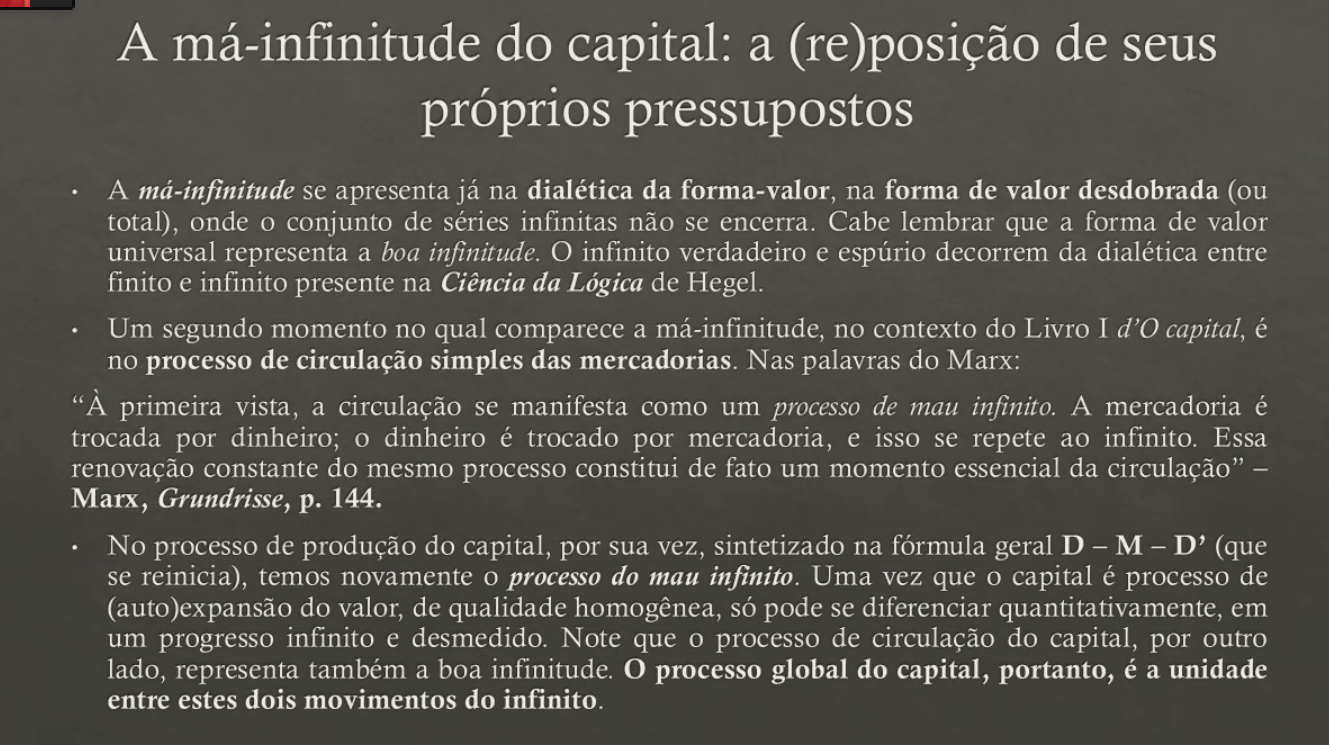 A má-infinitude do capital: a (re)posição de seus
próprios pressupostos
• A má-infinitude se apresenta já na dialética da forma-valor, na forma de valor desdobrada (ou
total), onde o conjunto de séries infinitas não se encerra. Cabe lembrar que a forma de valor
universal representa a boa infinitude. O infinito verdadeiro e espúrio decorrem da dialética entre
finito e infinito presente na Ciência da Lógica de Hegel.
• Um segundo momento no qual comparece a má-infinitude, no contexto do Livro I d’O capital, é
no processo de circulação simples das mercadorias. Nas palavras do Marx:
“À primeira vista, a circulação se manifesta como um processo de mau infinito. A mercadoria é
trocada por dinheiro; o dinheiro é trocado por mercadoria, e isso se repete ao infinito. Essa
renovação constante do mesmo processo constitui de fato um momento essencial da circulação” –
Marx, Grundrisse, p. 144.
• No processo de produção do capital, por sua vez, sintetizado na fórmula geral D – M – D’ (que
se reinicia), temos novamente o processo do mau infinito. Uma vez que o capital é processo de
(auto)expansão do valor, de qualidade homogênea, só pode se diferenciar quantitativamente, em
um progresso infinito e desmedido. Note que o processo de circulação do capital, por outro
lado, representa também a boa infinitude. O processo global do capital, portanto, é a unidade
entre estes dois movimentos do infinito.